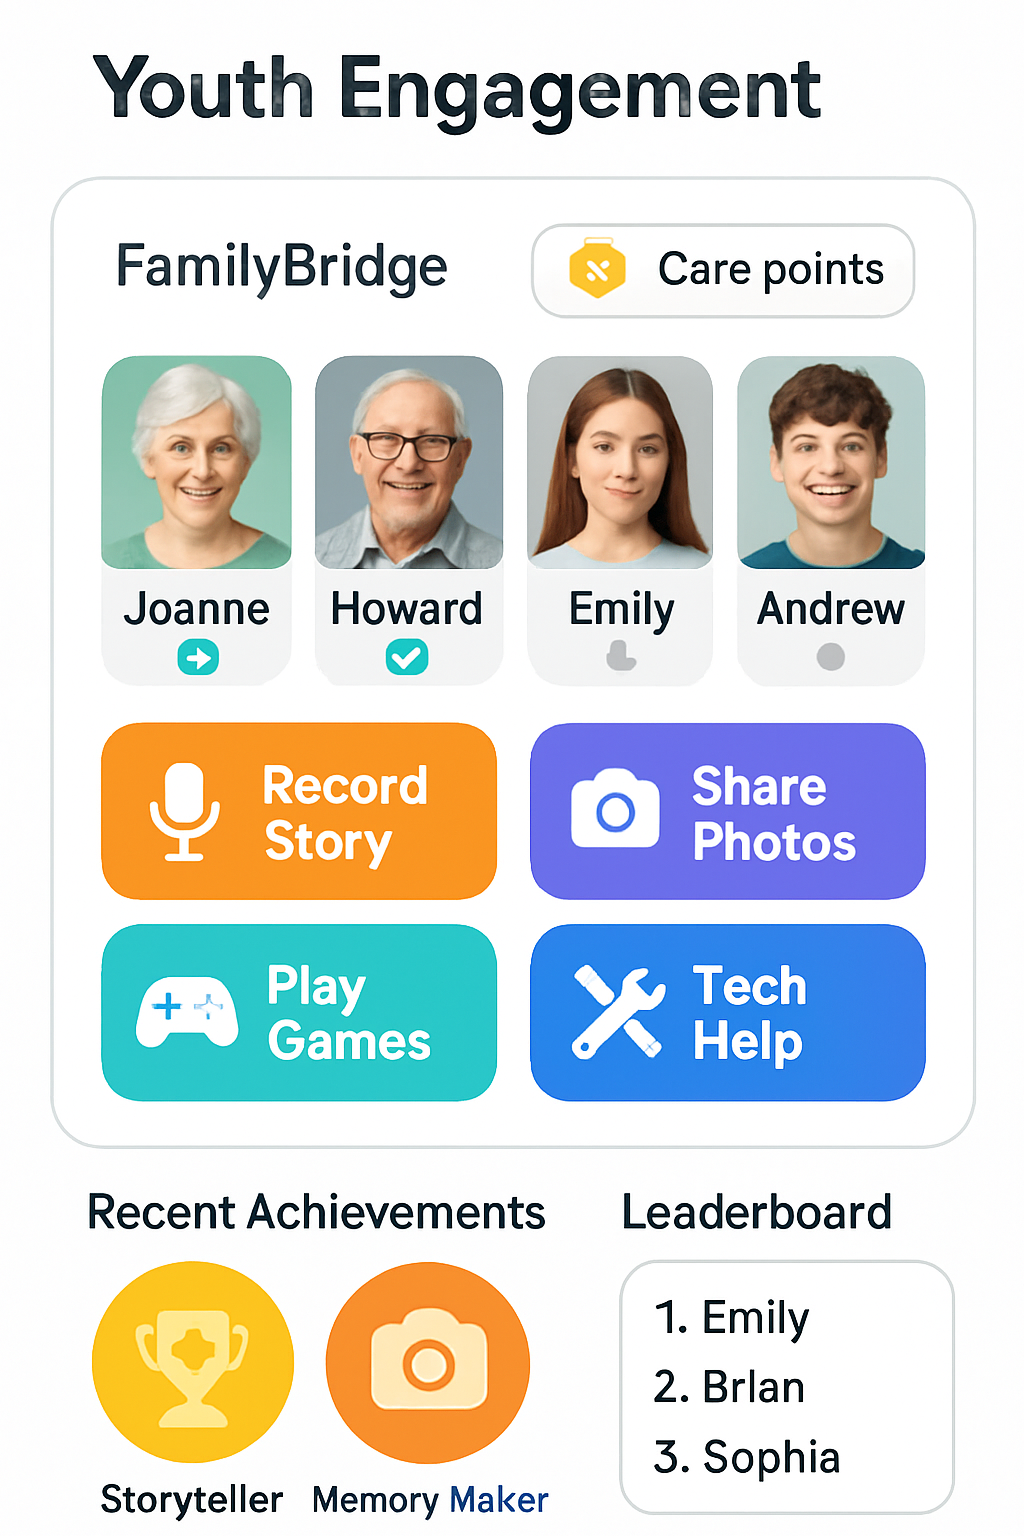 Youth Engagement
FamilyBridge
Care points
Joanne
Howard
Emily
Andrew
Record
Story
Share
Photos
Play
Games
Tech
Help
Recent Achievements
Storyteller
Memory Maker
Leaderboard
1. Emily
2. Brlan
3. Sophia